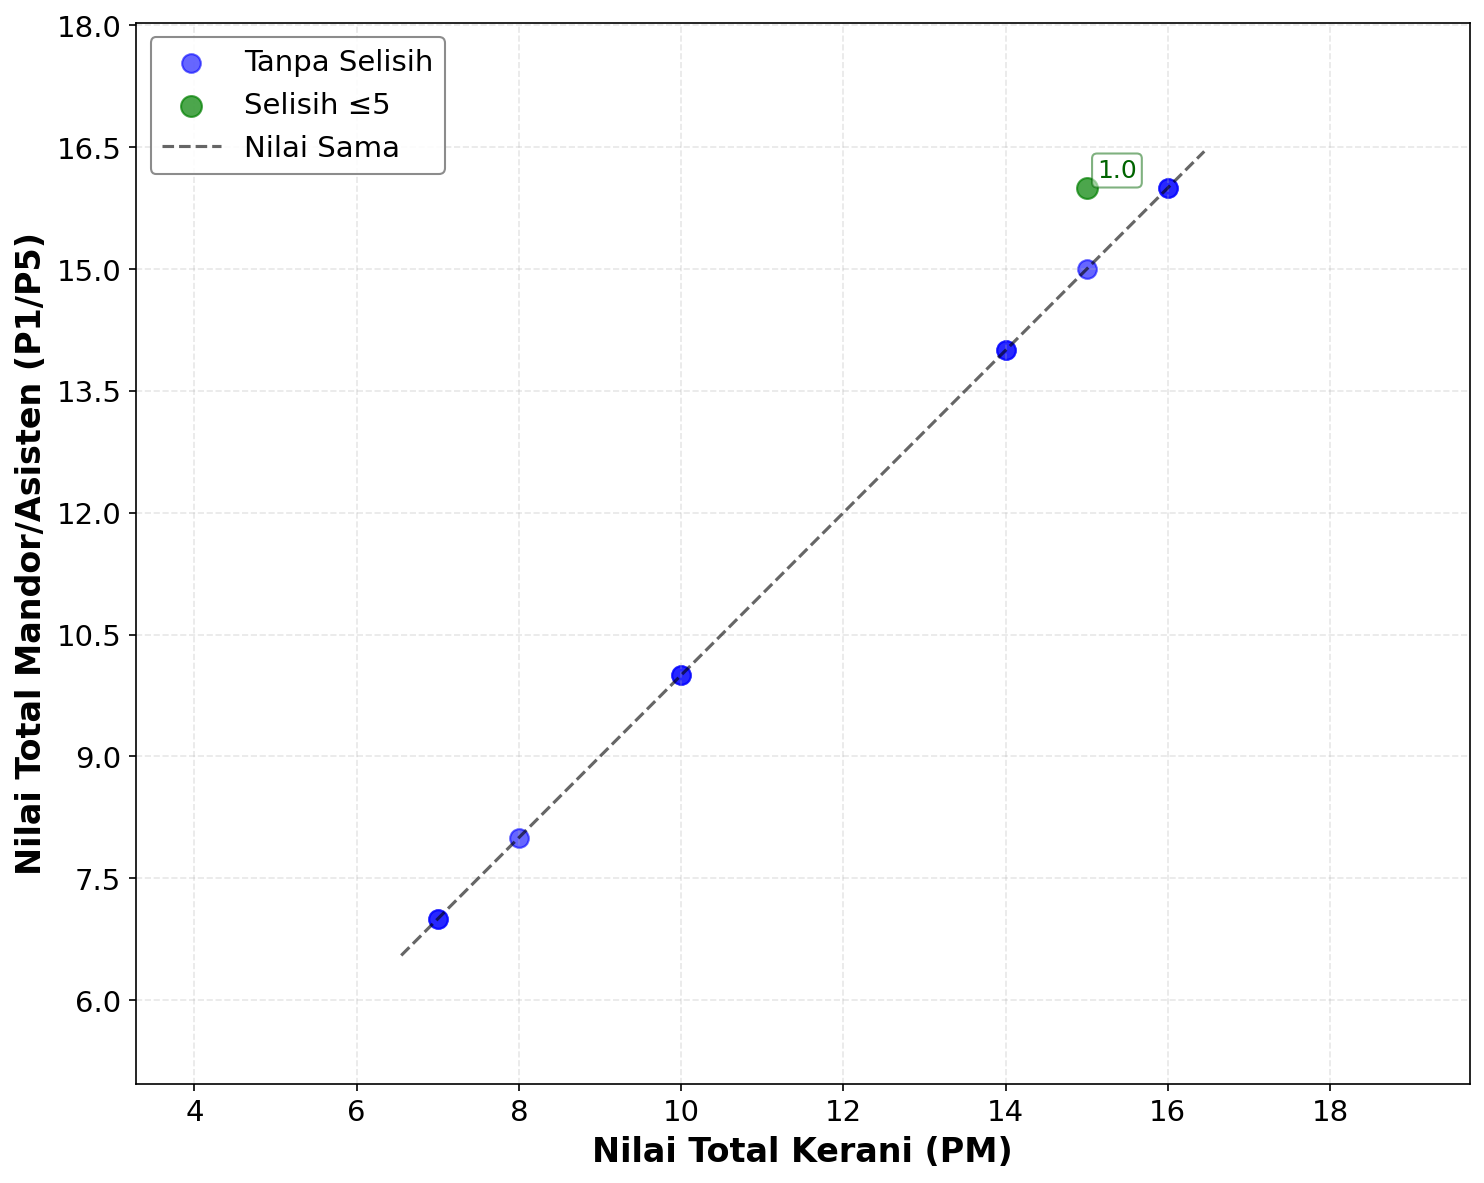 Tanpa Selisih
Selisih ≤5
Nilai Sama
1.0
18.0
16.5
15.0
13.5
12.0
10.5
9.0
7.5
6.0
4 6 8 10 12 14 16 18
Nilai Total Mandor/Asisten (P1/P5)
Nilai Total Kerani (PM)